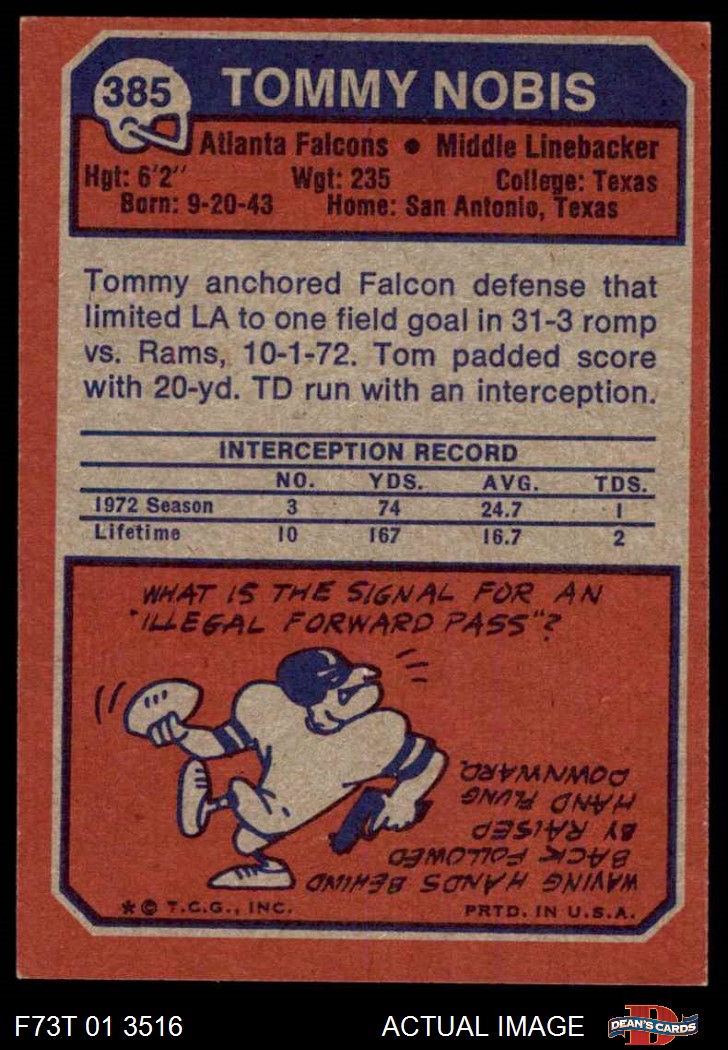 385
TOMMY NOBIS
Atlanta Falcons • Middle Linebacker
Hgt: 6'2" Wgt: 235 College: Texas
Born: 9-20-43 Home: San Antonio, Texas
Tommy anchored Falcon defense that
limited LA to one field goal in 31-3 romp
vs. Rams, 10-1-72. Tom padded score
with 20-yd. TD run with an interception.
INTERCEPTION RECORD
NO. YDS. AVG. TDS.
1972 Season 3 74 24.7 1
Lifetime 10 167 16.7 2
WHAT IS THE SIGNAL FOR AN
"ILLEGAL FORWARD PASS"?
WAVING HANDS BEHIND
BACK FOLLOWED
BY RAISED
HAND FLUNG
DOWNWARD.
* © T.C.G., INC. PRTD. IN U.S.A.
F73T 01 3516 ACTUAL IMAGE
D
DEAN'S CARDS